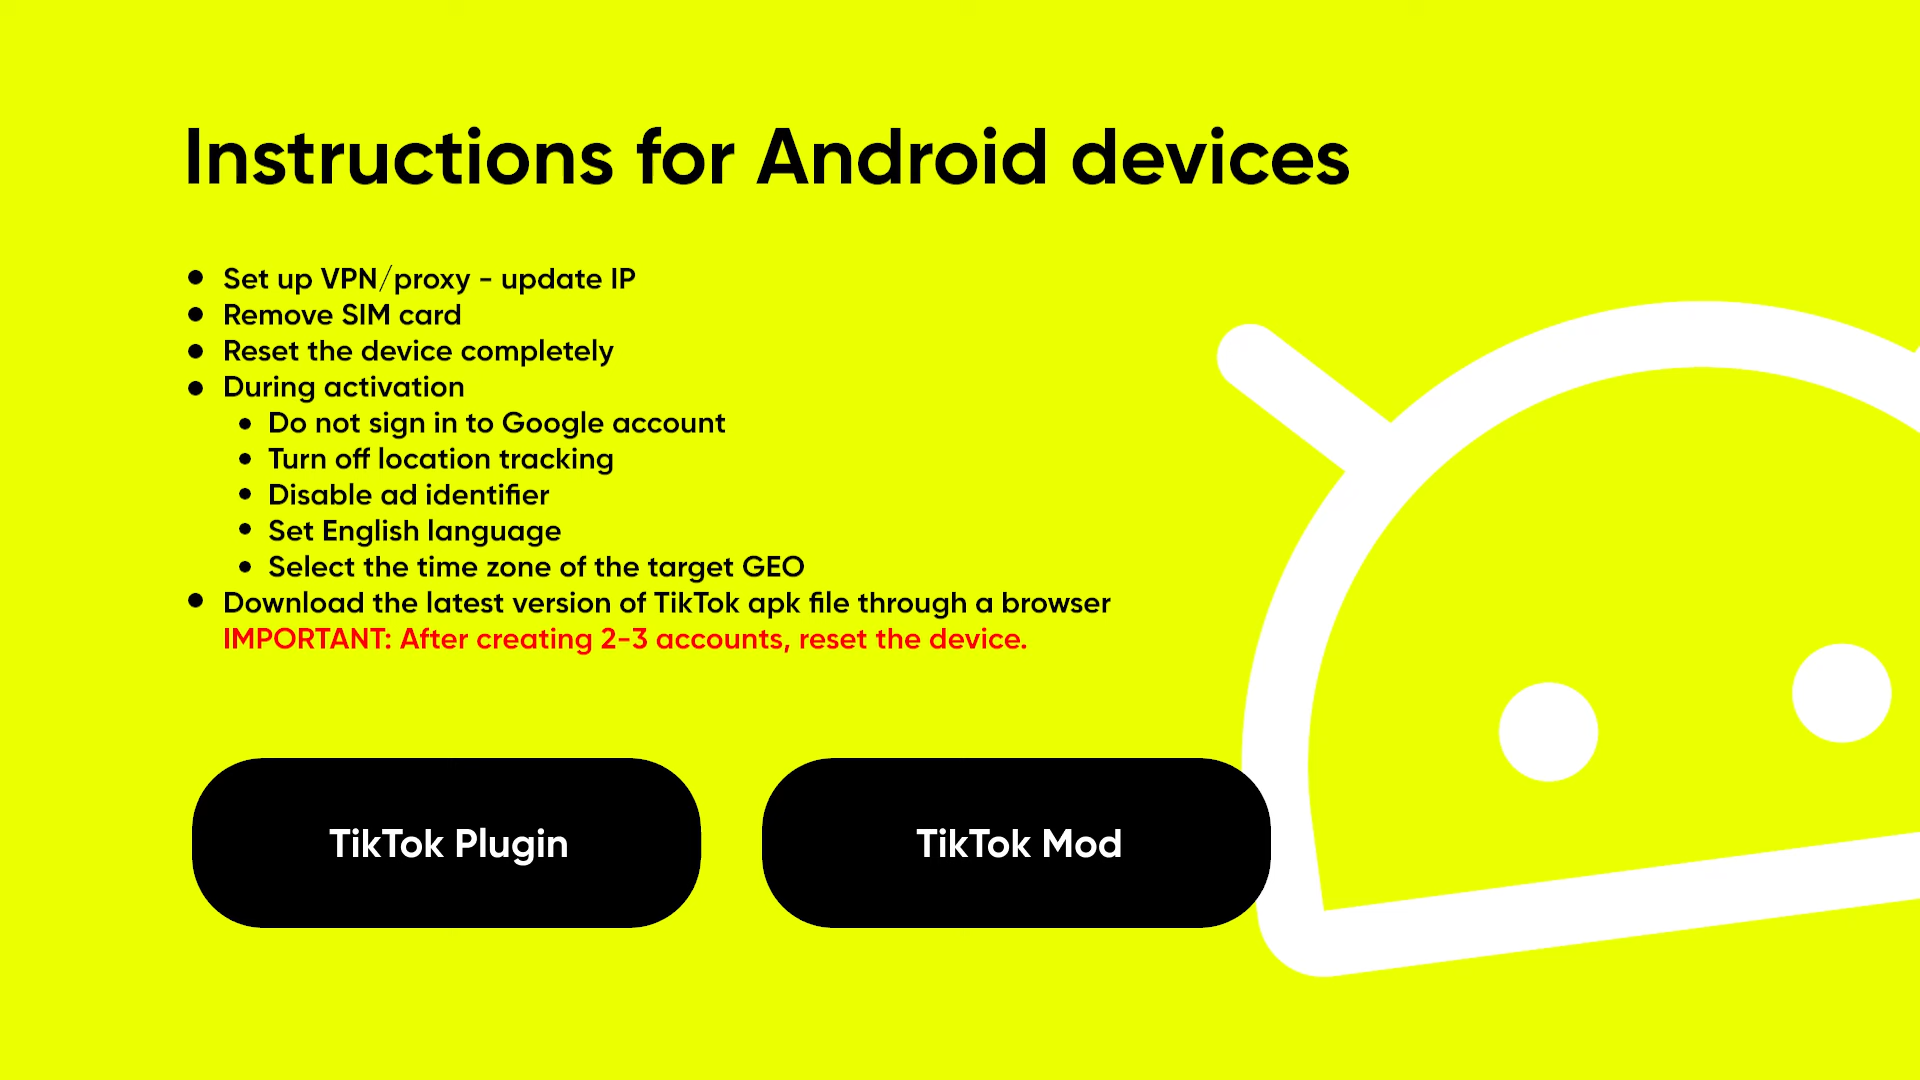 Instructions for Android devices
• Set up VPN/proxy - update IP
• Remove SIM card
• Reset the device completely
• During activation
• Do not sign in to Google account
• Turn off location tracking
• Disable ad identifier
• Set English language
• Select the time zone of the target GEO
• Download the latest version of TikTok apk file through a browser
IMPORTANT: After creating 2-3 accounts, reset the device.
TikTok Plugin
TikTok Mod